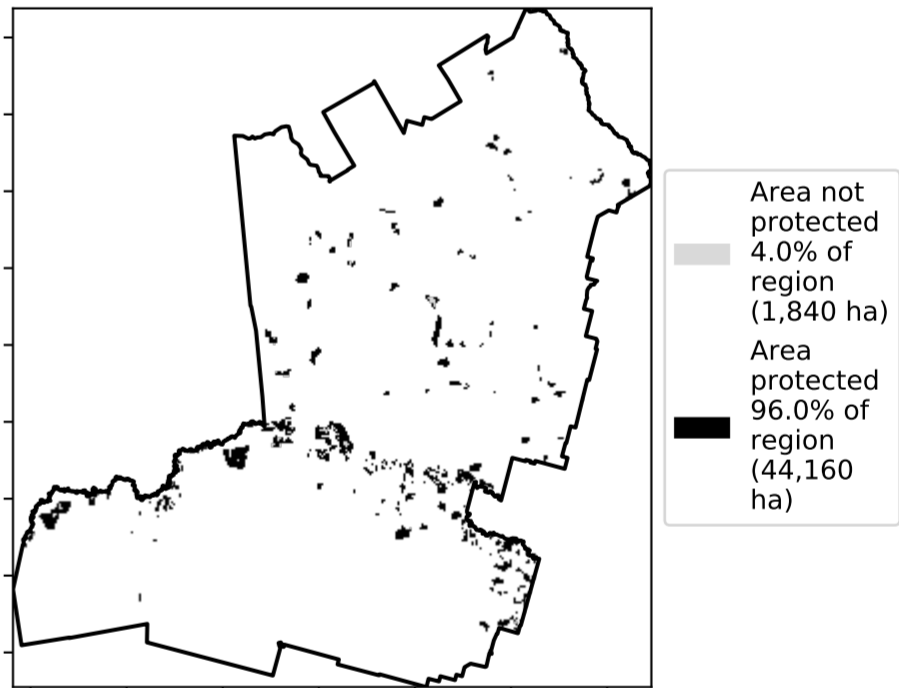 Area not
protected
4.0% of
region
(1,840 ha)
Area
protected
96.0% of
region
(44,160
ha)